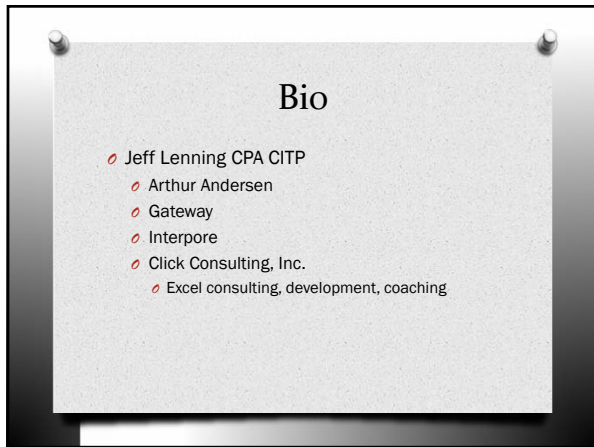 Bio
Jeff Lenning CPA CITP
Arthur Andersen
Gateway
Interpore
Click Consulting, Inc.
Excel consulting, development, coaching